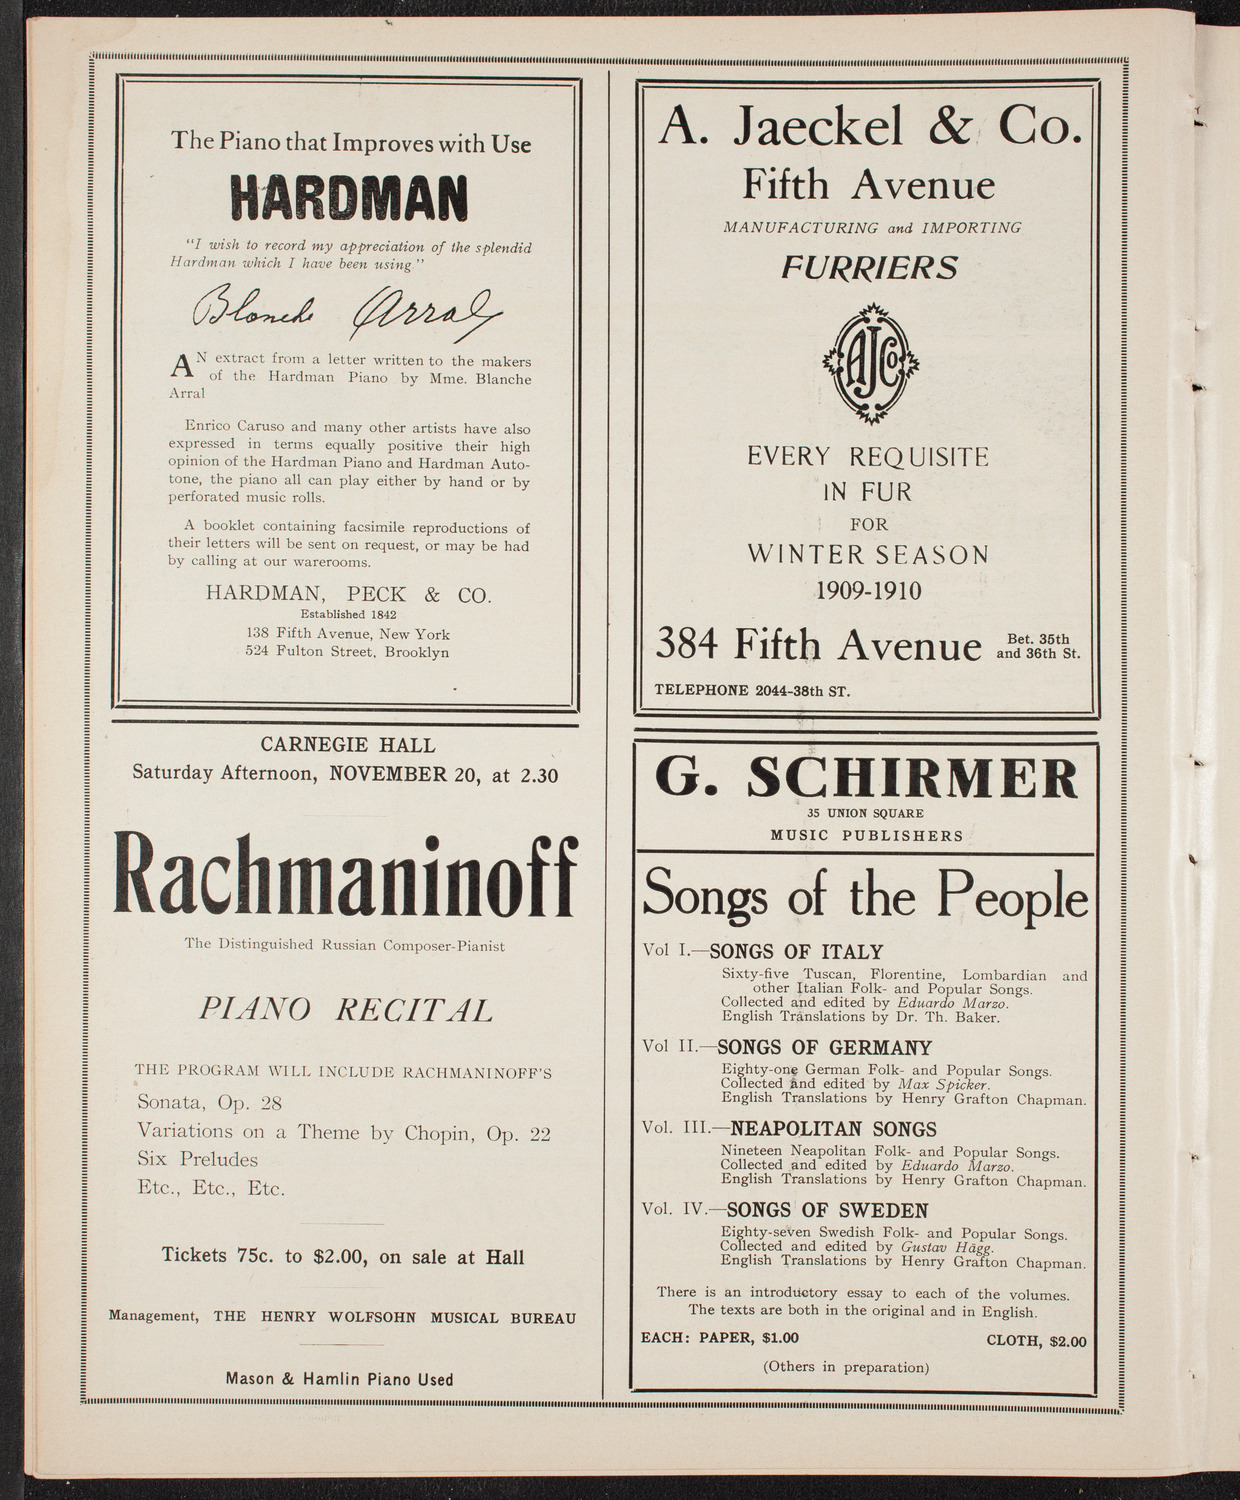 The Piano that Improves with Use
HARDMAN
"I wish to record my appreciation of the splendid
Hardman which I have been using"
Blanche Arral
AN extract from a letter written to the makers
of the Hardman Piano by Mme. Blanche
Arral
Enrico Caruso and many other artists have also
expressed in terms equally positive their high
opinion of the Hardman Piano and Hardman Auto-
tone, the piano all can play either by hand or by
perforated music rolls.
A booklet containing facsimile reproductions of
their letters will be sent on request, or may be had
by calling at our warerooms.
HARDMAN, PECK & CO.
Established 1842
138 Fifth Avenue, New York
524 Fulton Street, Brooklyn
CARNEGIE HALL
Saturday Afternoon, NOVEMBER 20, at 2.30
Rachmaninoff
The Distinguished Russian Composer-Pianist
PIANO RECITAL
THE PROGRAM WILL INCLUDE RACHMANINOFF'S
Sonata, Op. 28
Variations on a Theme by Chopin, Op. 22
Six Preludes
Etc., Etc., Etc.
Tickets 75c. to $2.00, on sale at Hall
Management, THE HENRY WOLFSOHN MUSICAL BUREAU
Mason & Hamlin Piano Used
A. Jaeckel & Co.
Fifth Avenue
MANUFACTURING and IMPORTING
FURRIERS
AJCo
EVERY REQUISITE
IN FUR
FOR
WINTER SEASON
1909-1910
384 Fifth Avenue Bet. 35th
and 36th St.
TELEPHONE 2044-38th ST.
G. SCHIRMER
35 UNION SQUARE
MUSIC PUBLISHERS
Songs of the People
Vol I.—SONGS OF ITALY
Sixty-five Tuscan, Florentine, Lombardian and
other Italian Folk- and Popular Songs.
Collected and edited by Eduardo Marzo.
English Translations by Dr. Th. Baker.
Vol II.—SONGS OF GERMANY
Eighty-one German Folk- and Popular Songs.
Collected and edited by Max Spicker.
English Translations by Henry Grafton Chapman.
Vol. III.—NEAPOLITAN SONGS
Nineteen Neapolitan Folk- and Popular Songs.
Collected and edited by Eduardo Marzo.
English Translations by Henry Grafton Chapman.
Vol. IV.—SONGS OF SWEDEN
Eighty-seven Swedish Folk- and Popular Songs.
Collected and edited by Gustav Hägg.
English Translations by Henry Grafton Chapman.
There is an introductory essay to each of the volumes.
The texts are both in the original and in English.
EACH: PAPER, $1.00 CLOTH, $2.00
(Others in preparation)